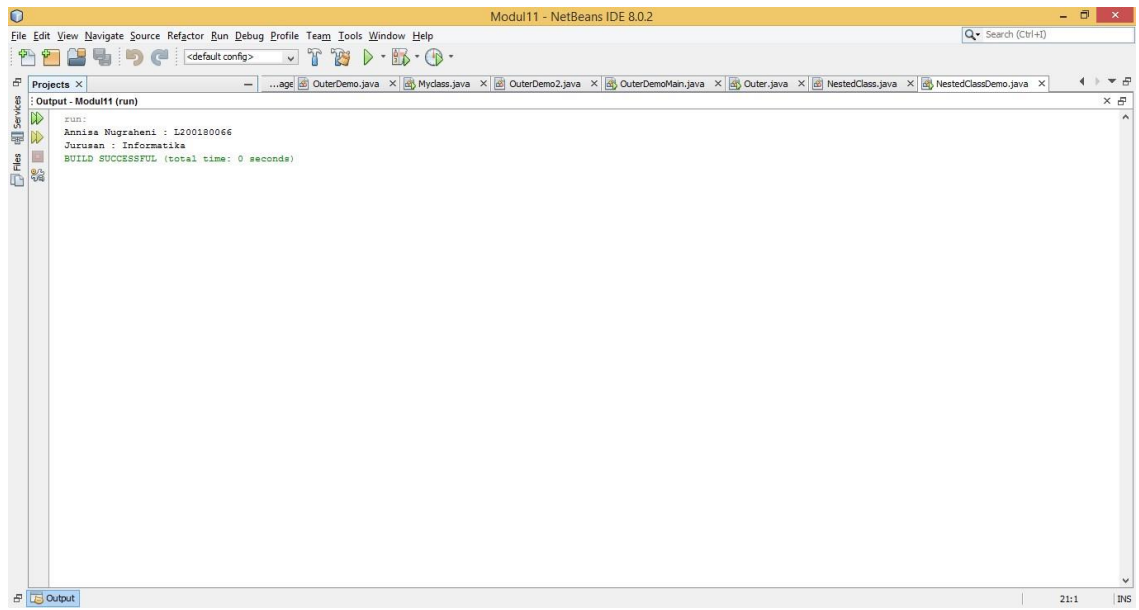 Modul11 - NetBeans IDE 8.0.2
File Edit View Navigate Source Refactor Run Debug Profile Team Tools Window Help
Search (Ctrl+I)
<default config>
Projects
...age OuterDemo.java Myclass.java OuterDemo2.java OuterDemoMain.java Outer.java NestedClass.java NestedClassDemo.java
Services
Files
Output - Modul11 (run)
run:
Annisa Nugraheni : L200180066
Jurusan : Informatika
BUILD SUCCESSFUL (total time: 0 seconds)
Output
21:1 INS